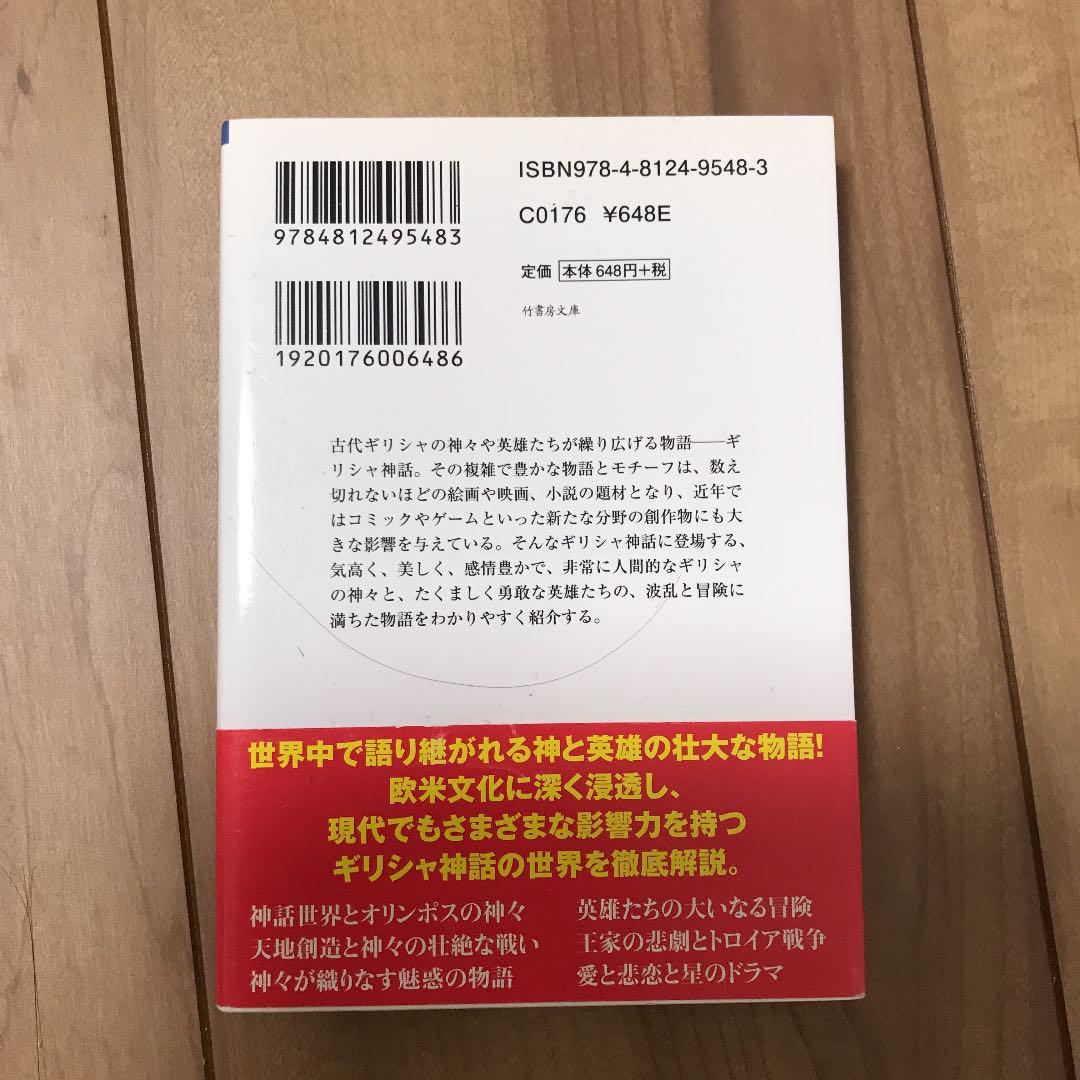 ISBN978-4-8124-9548-3
9784812495483
C0176 ¥648E
定価 本体648円+税
竹書房文庫
1920176006486
古代ギリシャの神々や英雄たちが繰り広げる物語――ギ
リシャ神話。その複雑で豊かな物語とモチーフは、数え
切れないほどの絵画や映画、小説の題材となり、近年で
はコミックやゲームといった新たな分野の創作物にも大
きな影響を与えている。そんなギリシャ神話に登場する、
気高く、美しく、感情豊かで、非常に人間的なギリシャ
の神々と、たくましく勇敢な英雄たちの、波乱と冒険に
満ちた物語をわかりやすく紹介する。
世界中で語り継がれる神と英雄の壮大な物語!
欧米文化に深く浸透し、
現代でもさまざまな影響力を持つ
ギリシャ神話の世界を徹底解説。
神話世界とオリンポスの神々
天地創造と神々の壮絶な戦い
神々が織りなす魅惑の物語
英雄たちの大いなる冒険
王家の悲劇とトロイア戦争
愛と悲恋と星のドラマ